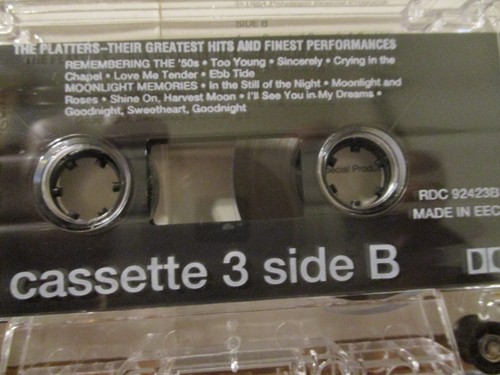 SIDE B
THE PLATTERS–THEIR GREATEST HITS AND FINEST PERFORMANCES
REMEMBERING THE '50s • Too Young • Sincerely • Crying in the
Chapel • Love Me Tender • Ebb Tide
MOONLIGHT MEMORIES • In the Still of the Night • Moonlight and
Roses • Shine On, Harvest Moon • I'll See You in My Dreams •
Goodnight, Sweetheart, Goodnight
RDC 92423B
MADE IN EEC
cassette 3 side B